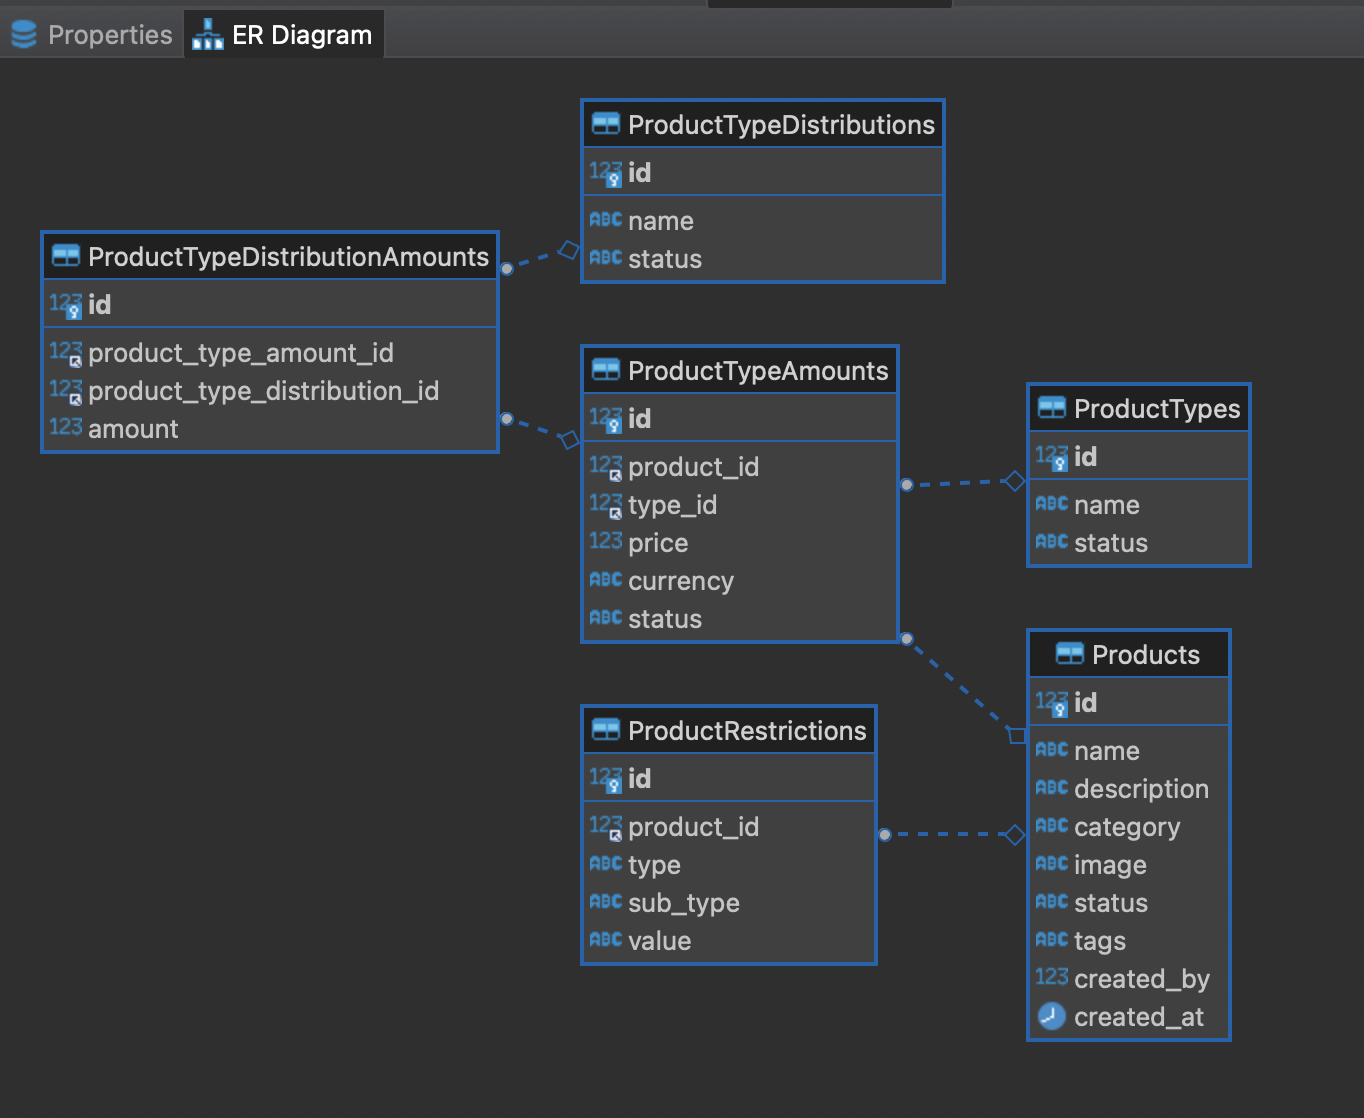 Properties
ER Diagram
ProductTypeDistributions
123 id
ABC name
ABC status
ProductTypeDistributionAmounts
123 id
123 product_type_amount_id
123 product_type_distribution_id
123 amount
ProductTypeAmounts
123 id
123 product_id
123 type_id
123 price
ABC currency
ABC status
ProductTypes
123 id
ABC name
ABC status
ProductRestrictions
123 id
123 product_id
ABC type
ABC sub_type
ABC value
Products
123 id
ABC name
ABC description
ABC category
ABC image
ABC status
ABC tags
123 created_by
created_at